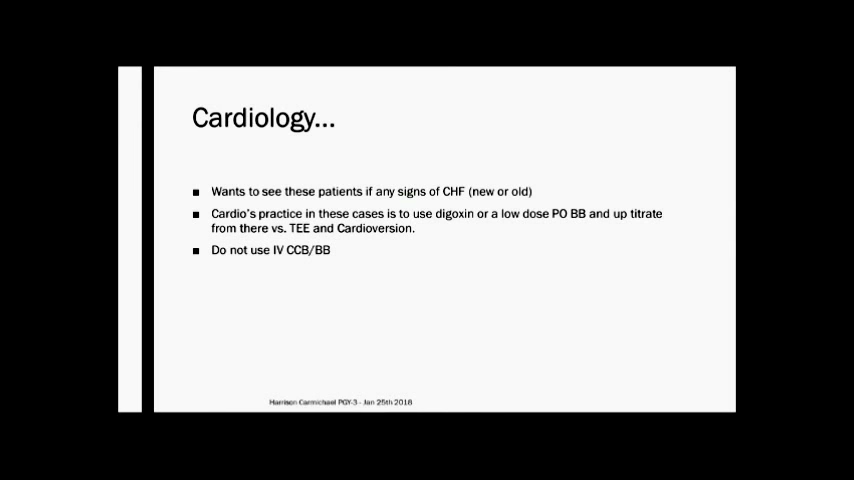 Cardiology...
■ Wants to see these patients if any signs of CHF (new or old)
■ Cardio's practice in these cases is to use digoxin or a low dose PO BB and up titrate
from there vs. TEE and Cardioversion.
■ Do not use IV CCB/BB
Harrison Carmichael PGY-3 - Jan 25th 2018